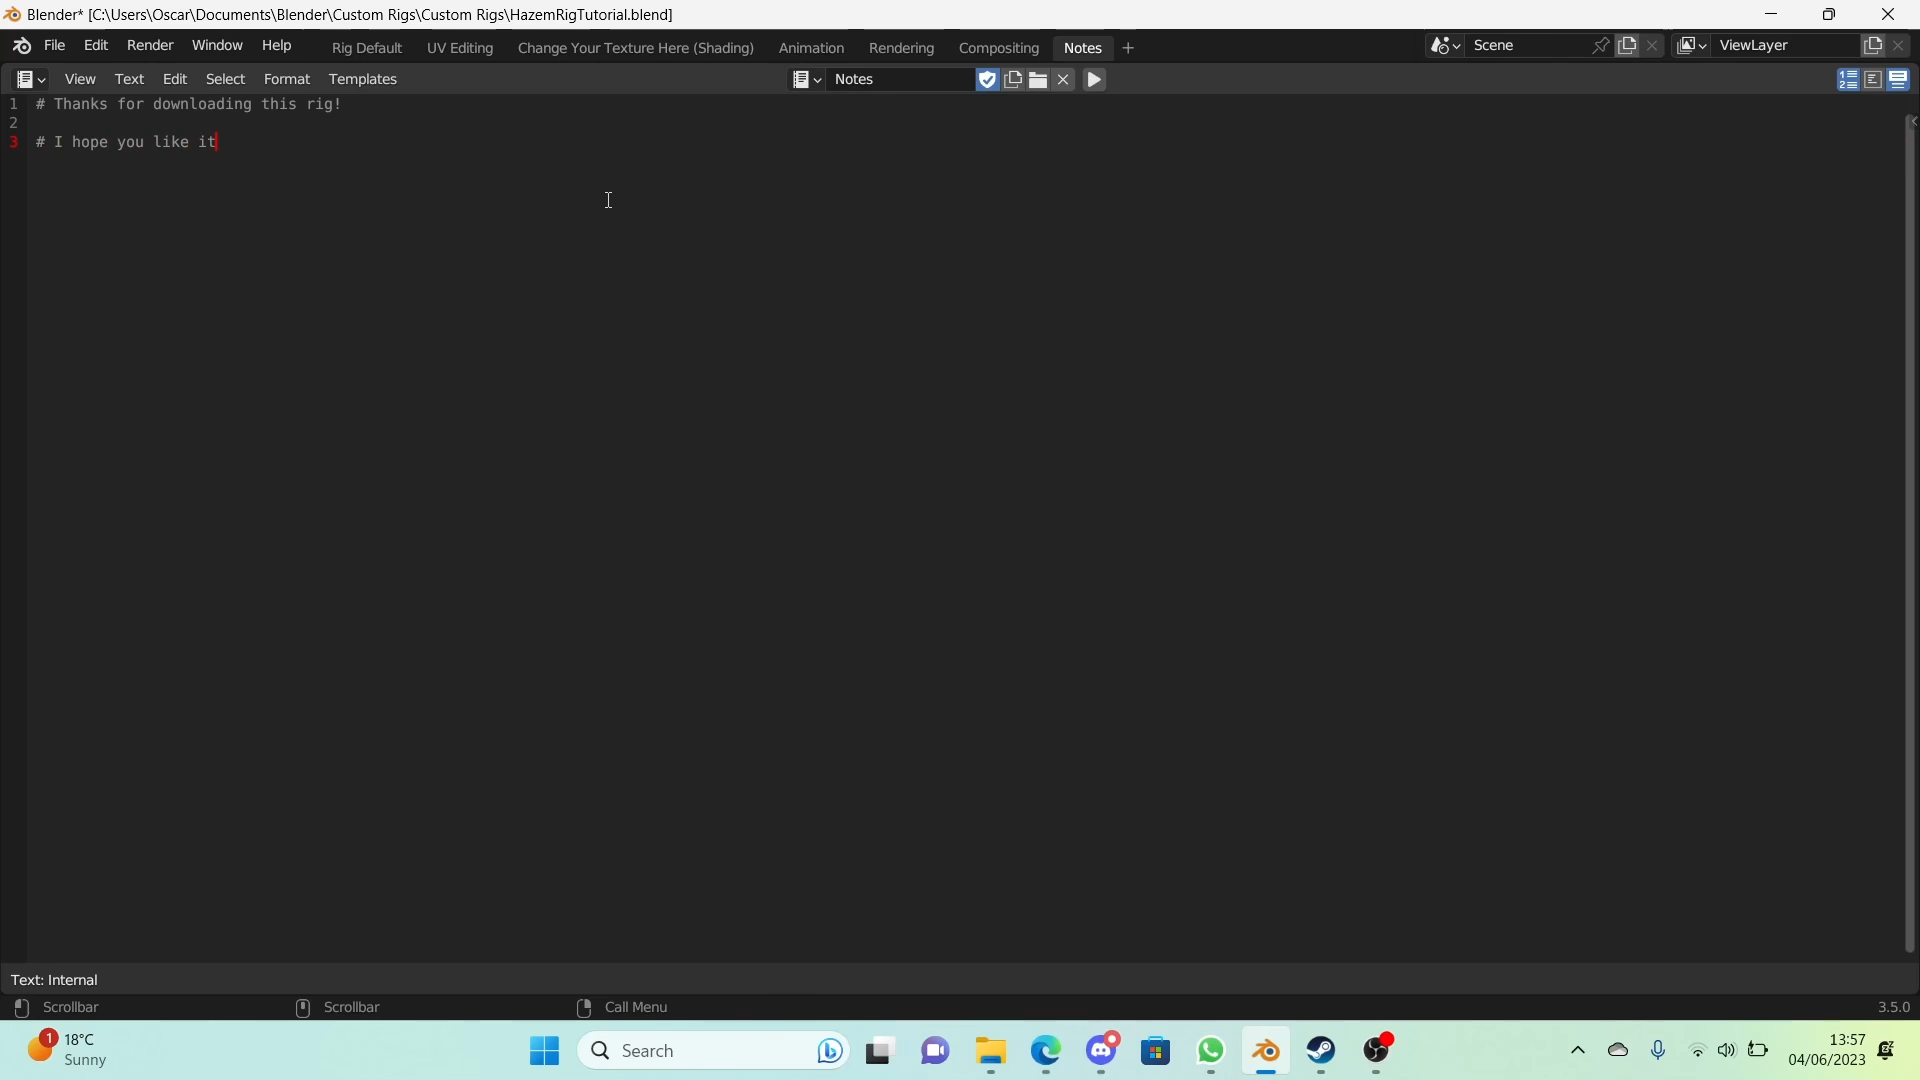 Blender* [C:\Users\Oscar\Documents\Blender\Custom Rigs\Custom Rigs\HazemRigTutorial.blend]
File Edit Render Window Help Rig Default UV Editing Change Your Texture Here (Shading) Animation Rendering Compositing Notes + Scene ViewLayer
View Text Edit Select Format Templates Notes
1 # Thanks for downloading this rig!
2
3 # I hope you like it
Text: Internal
Scrollbar Scrollbar Call Menu 3.5.0
1 18°C Search 13:57
Sunny 04/06/2023